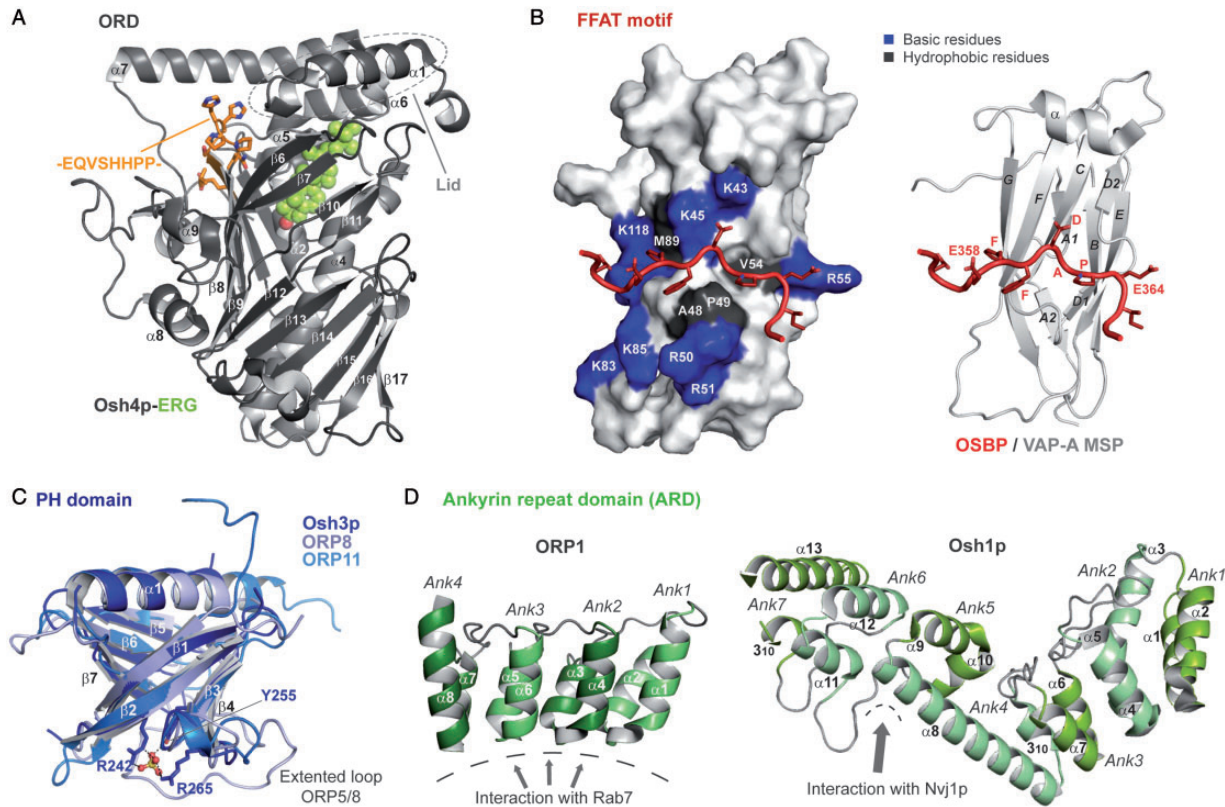 A
ORD
α7
α1
α6
α5
-EQVSHHPP-
β6
β7
Lid
β10
β11
α9
α2
α4
β8
β12
β9
β13
α8
β14
β15
β16
β17
Osh4p-ERG
B
FFAT motif
Basic residues
Hydrophobic residues
K43
K45
K118
M89
V54
R55
P49
A48
K85
R50
K83
R51
α
C
D2
G
F
E
D
A1
B
E358
F
P
A
E364
F
D1
A2
OSBP / VAP-A MSP
C
PH domain
Osh3p
ORP8
ORP11
α1
β5
β6
β1
β7
β3
Y255
β2
β4
R242
R265
Extented loop
ORP5/8
D
Ankyrin repeat domain (ARD)
ORP1
Ank4
Ank3
Ank2
Ank1
α7
α5
α3
α2
α8
α6
α4
α1
Interaction with Rab7
Osh1p
α13
α3
Ank6
Ank2
Ank1
Ank7
Ank5
α2
α12
α5
α1
α9
3₁₀
α10
α11
α6
Ank4
α4
α8
3₁₀
α7
Ank3
Interaction with Nvj1p